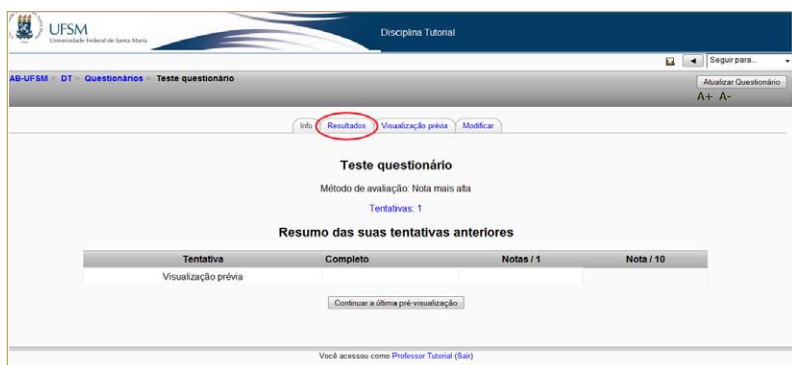 UFSM
Universidade Federal de Santa Maria
Disciplina Tutorial
Seguir para...
AB-UFSM DT Questionários Teste questionário
Atualizar Questionário
A+ A-
Info Resultados Visualização prévia Modificar
Teste questionário
Método de avaliação: Nota mais alta
Tentativas: 1
Resumo das suas tentativas anteriores
Tentativa Completo Notas / 1 Nota / 10
Visualização prévia
Continuar a última pré-visualização
Você acessou como Professor Tutorial (Sair)